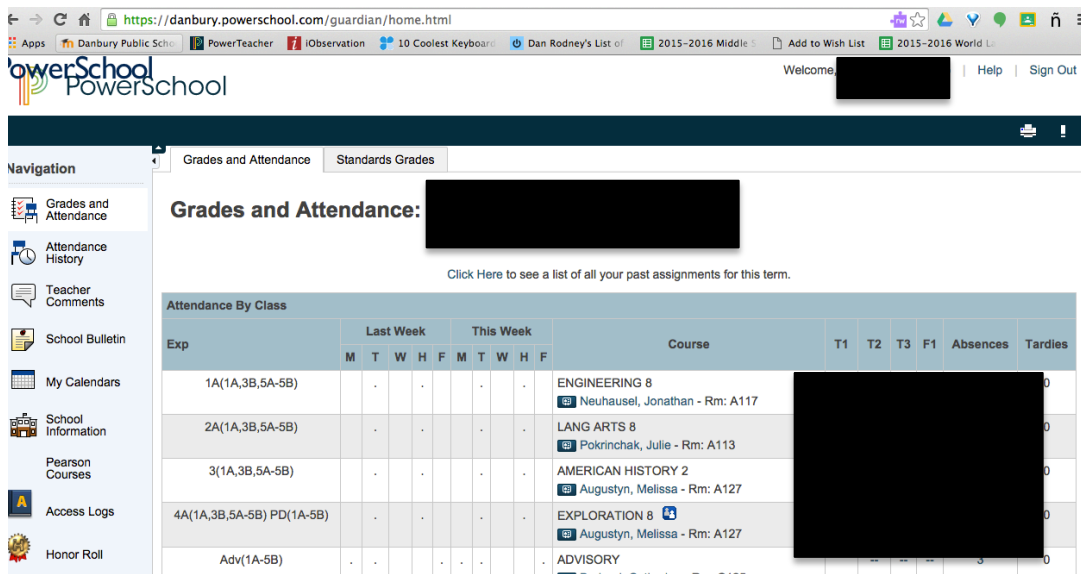 https://danbury.powerschool.com/guardian/home.html
Apps Danbury Public Scho PowerTeacher iObservation 10 Coolest Keyboard Dan Rodney's List of 2015-2016 Middle S Add to Wish List 2015-2016 World La
PowerSchool
PowerSchool
Welcome, | Help | Sign Out
Navigation
Grades and Attendance
Attendance History
Teacher Comments
School Bulletin
My Calendars
School Information
Pearson Courses
Access Logs
Honor Roll
Grades and Attendance Standards Grades
Grades and Attendance:
Click Here to see a list of all your past assignments for this term.
Attendance By Class
Exp Last Week This Week Course T1 T2 T3 F1 Absences Tardies
M T W H F M T W H F
1A(1A,3B,5A-5B) . . . . ENGINEERING 8 0
Neuhausel, Jonathan - Rm: A117
2A(1A,3B,5A-5B) . . . . LANG ARTS 8 0
Pokrinchak, Julie - Rm: A113
3(1A,3B,5A-5B) . . . . AMERICAN HISTORY 2 0
Augustyn, Melissa - Rm: A127
4A(1A,3B,5A-5B) PD(1A-5B) . . . . EXPLORATION 8 0
Augustyn, Melissa - Rm: A127
Adv(1A-5B) . . . . . . . ADVISORY -- -- -- 3 0